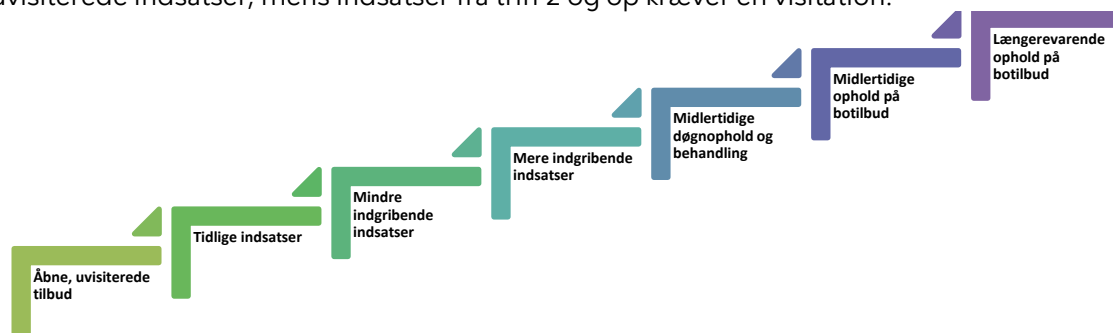 uvisiterede indsatser, mens indsatser fra trin 2 og op kræver en visitation.
Åbne, uvisiterede
tilbud
Tidlige indsatser
Mindre
indgribende
indsatser
Mere indgribende
indsatser
Midlertidige
døgnophold og
behandling
Midlertidige
ophold på
botilbud
Længerevarende
ophold på
botilbud